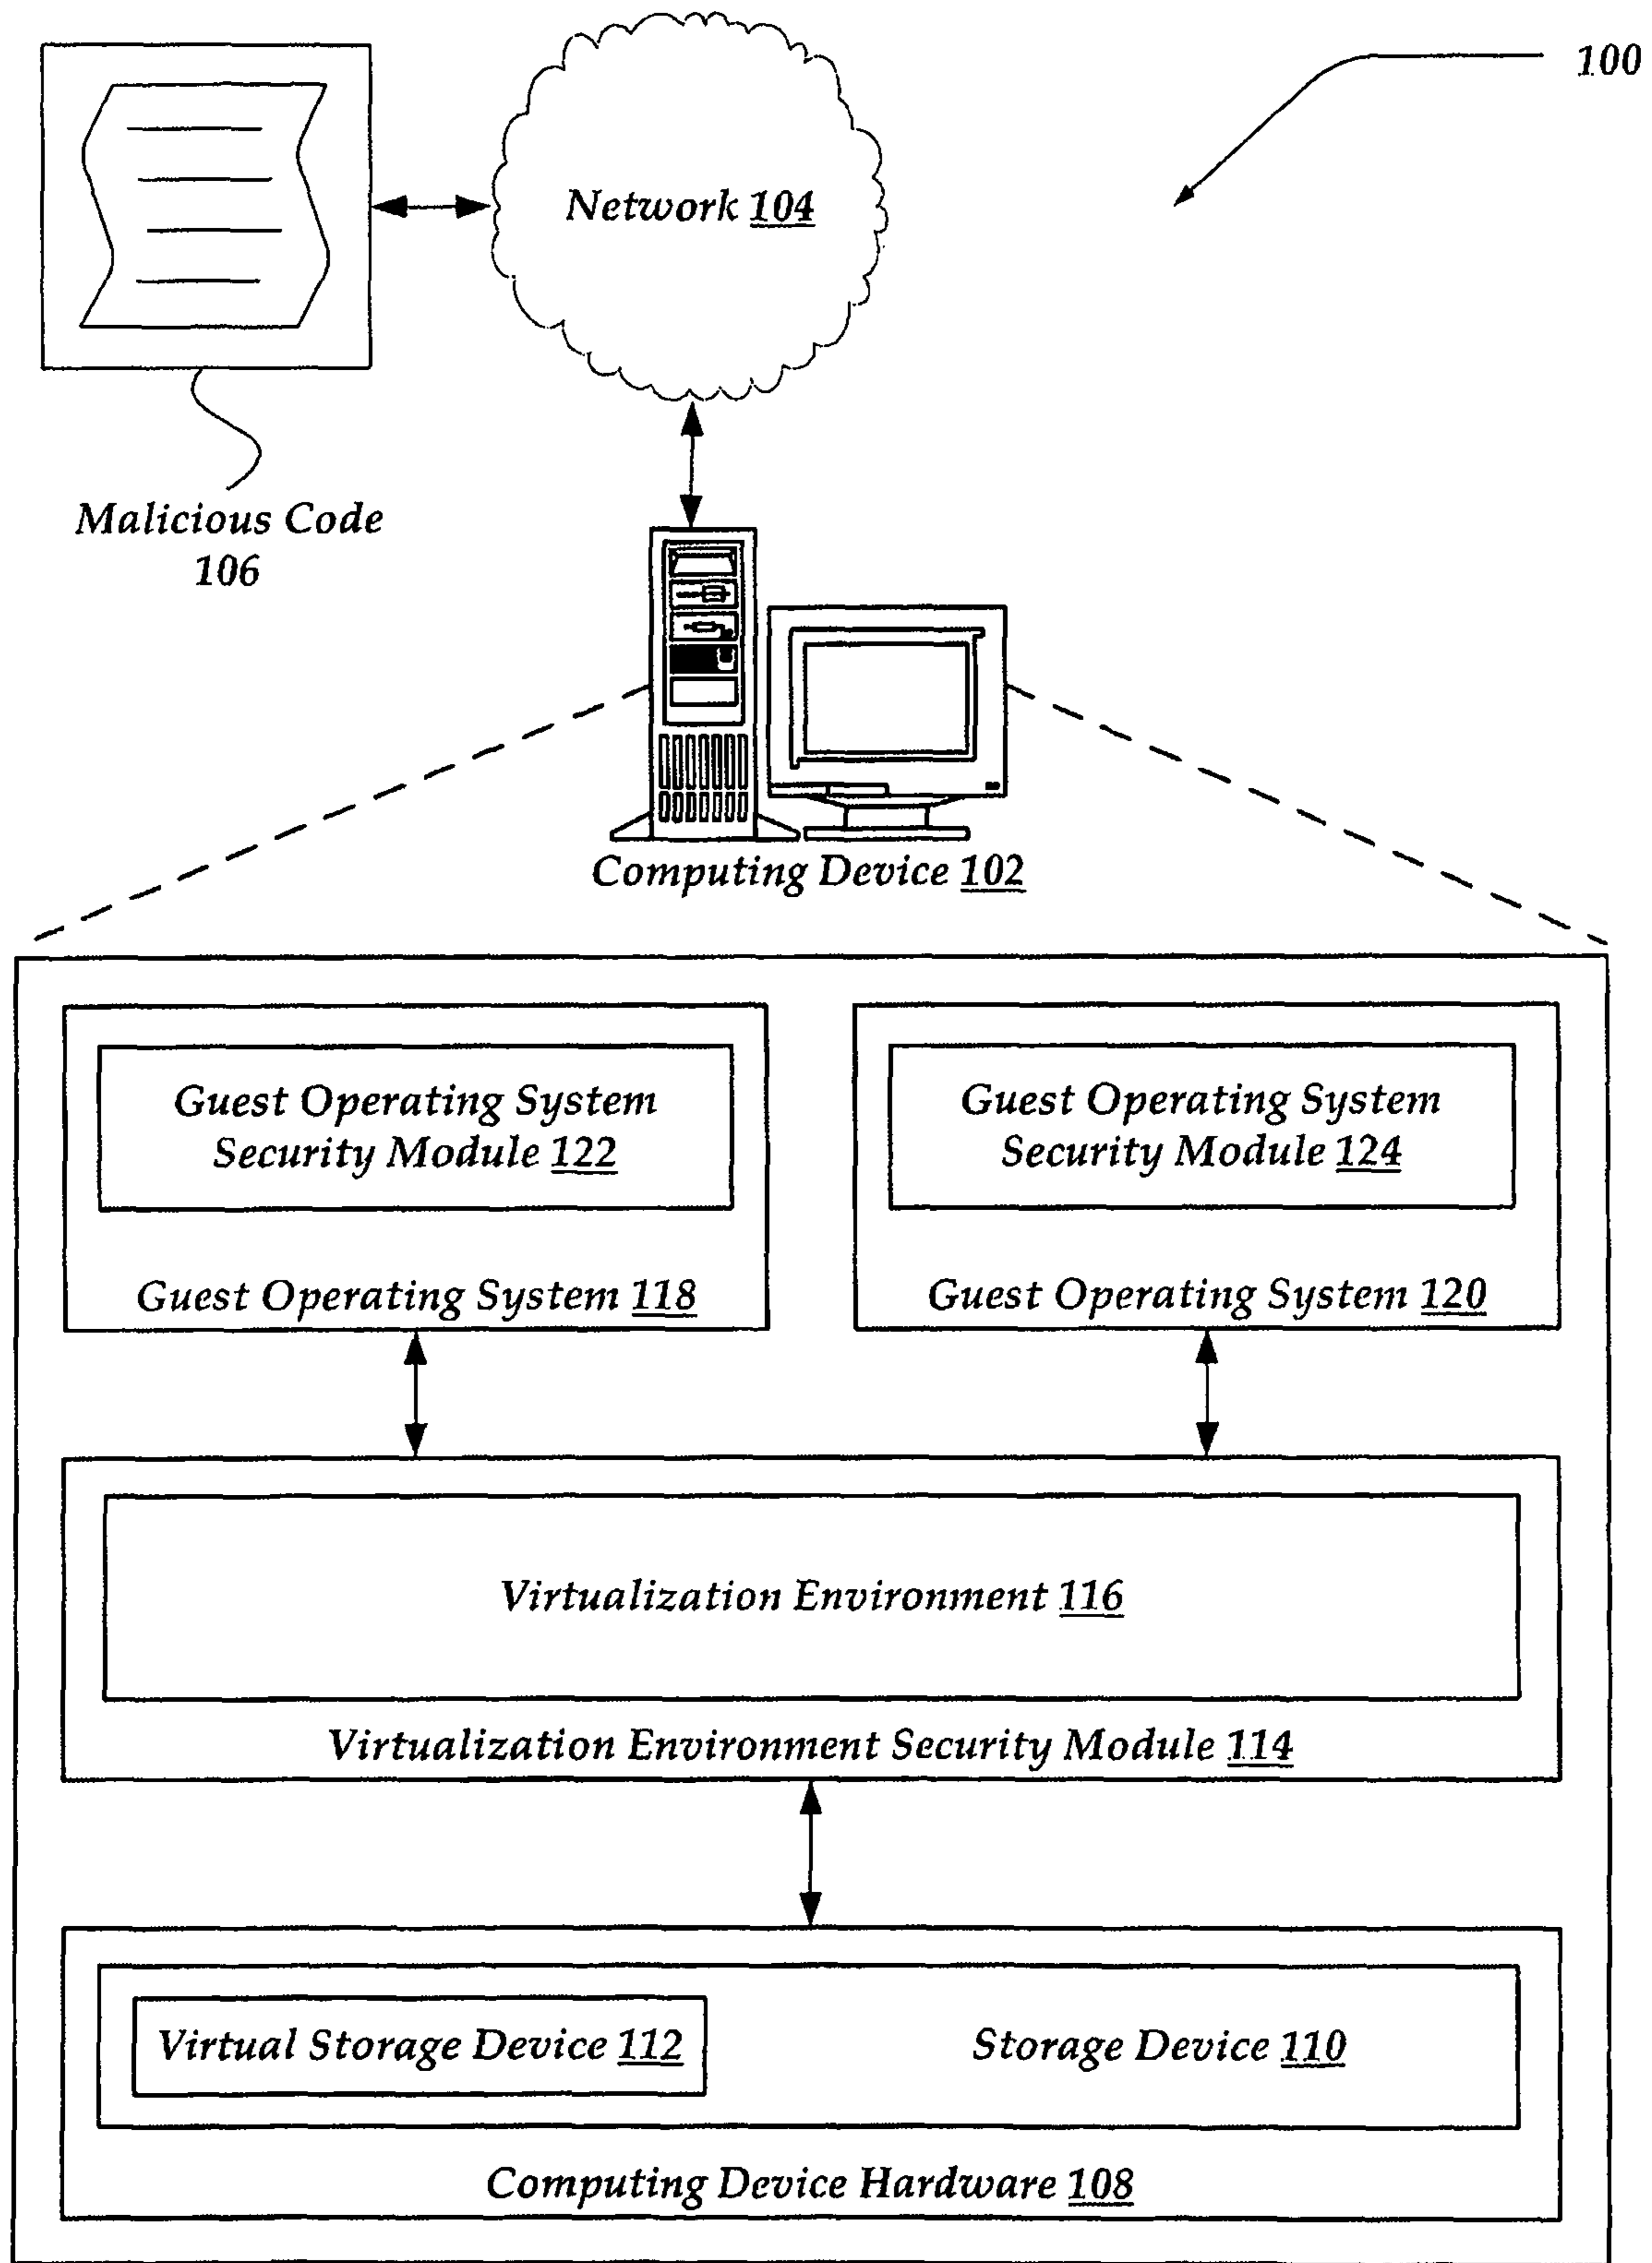 100
Network 104
Malicious Code
106
Computing Device 102
Guest Operating System
Security Module 122
Guest Operating System 118
Guest Operating System
Security Module 124
Guest Operating System 120
Virtualization Environment 116
Virtualization Environment Security Module 114
Virtual Storage Device 112
Storage Device 110
Computing Device Hardware 108